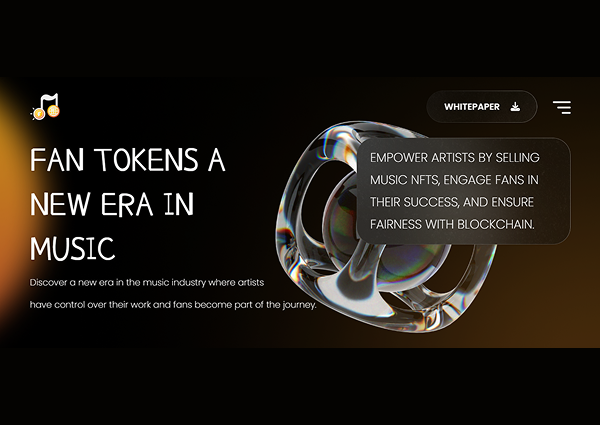 WHITEPAPER
FAN TOKENS A
NEW ERA IN
MUSIC
Discover a new era in the music industry where artists
have control over their work and fans become part of the journey.
EMPOWER ARTISTS BY SELLING
MUSIC NFTS, ENGAGE FANS IN
THEIR SUCCESS, AND ENSURE
FAIRNESS WITH BLOCKCHAIN.